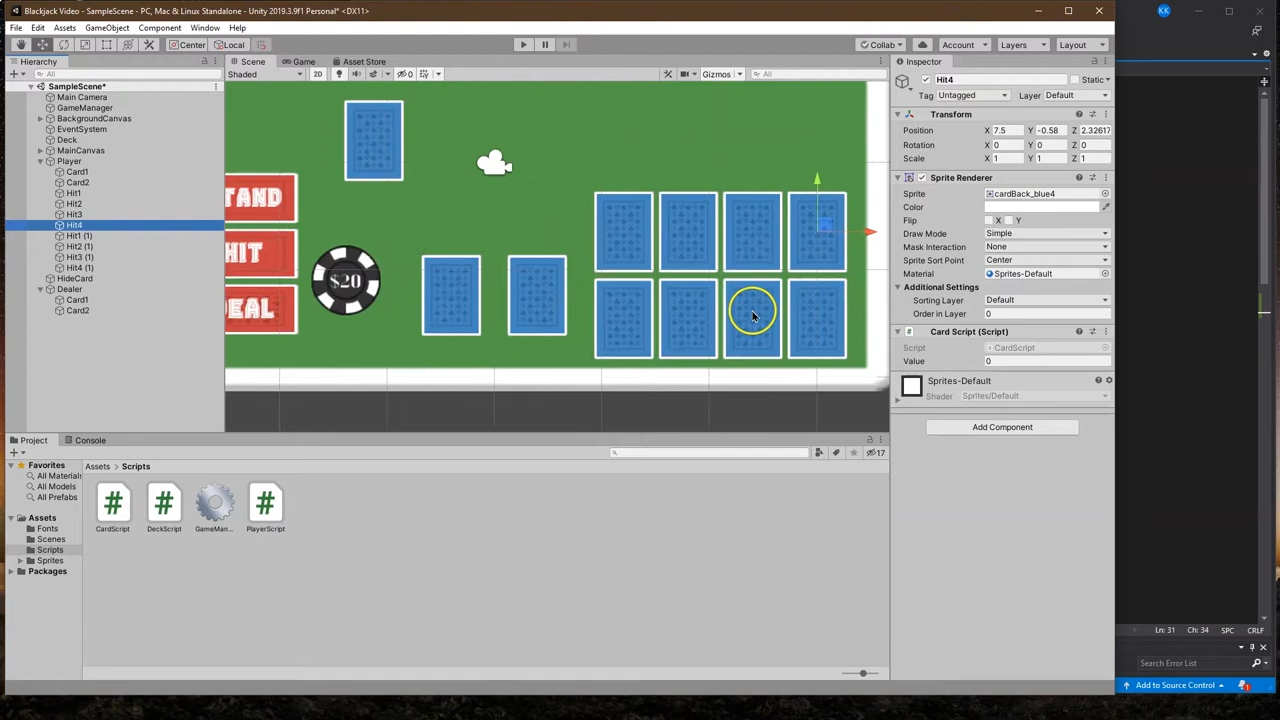 Blackjack Video - SampleScene - PC, Mac & Linux Standalone - Unity 2019.3.9f1 Personal* <DX11>
KK
File Edit Assets GameObject Component Window Help
Center Local Collab Account Layers Layout
Hierarchy
All
SampleScene*
Main Camera
GameManager
BackgroundCanvas
EventSystem
Deck
MainCanvas
Player
Card1
Card2
Hit1
Hit2
Hit3
Hit4
Hit1 (1)
Hit2 (1)
Hit3 (1)
Hit4 (1)
HideCard
Dealer
Card1
Card2
Scene Game Asset Store
Shaded 2D 0 Gizmos All
TAND
HIT
EAL
$20
Inspector
Hit4 Static
Tag Untagged Layer Default
Transform
Position X 7.5 Y -0.58 Z 2.32617
Rotation X 0 Y 0 Z 0
Scale X 1 Y 1 Z 1
Sprite Renderer
Sprite cardBack_blue4
Color
Flip X Y
Draw Mode Simple
Mask Interaction None
Sprite Sort Point Center
Material Sprites-Default
Additional Settings
Sorting Layer Default
Order in Layer 0
Card Script (Script)
Script CardScript
Value 0
Sprites-Default
Shader Sprites/Default
Add Component
Project Console
17
Favorites
All Materials
All Models
All Prefabs
Assets
Fonts
Scenes
Scripts
Sprites
Packages
Assets > Scripts
CardScript DeckScript GameMan... PlayerScript
Ln: 31 Ch: 34 SPC CRLF
Search Error List
Add to Source Control 1